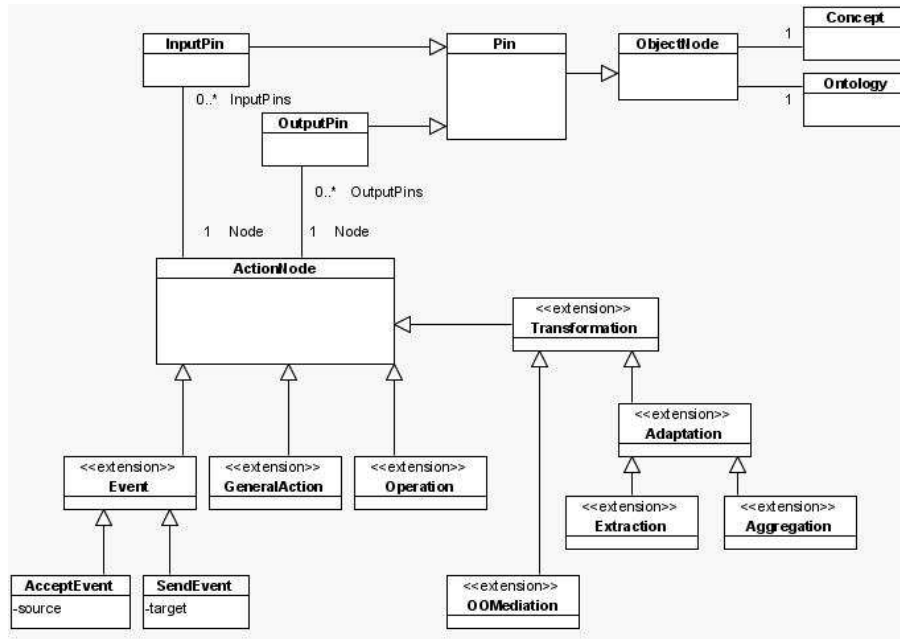 Concept
InputPin
Pin
ObjectNode
1
Ontology
0..* InputPins
1
OutputPin
0..* OutputPins
1 Node
1 Node
ActionNode
<<extension>>
Transformation
<<extension>>
Adaptation
<<extension>>
Event
<<extension>>
GeneralAction
<<extension>>
Operation
<<extension>>
Extraction
<<extension>>
Aggregation
AcceptEvent
-source
SendEvent
-target
<<extension>>
OOMediation